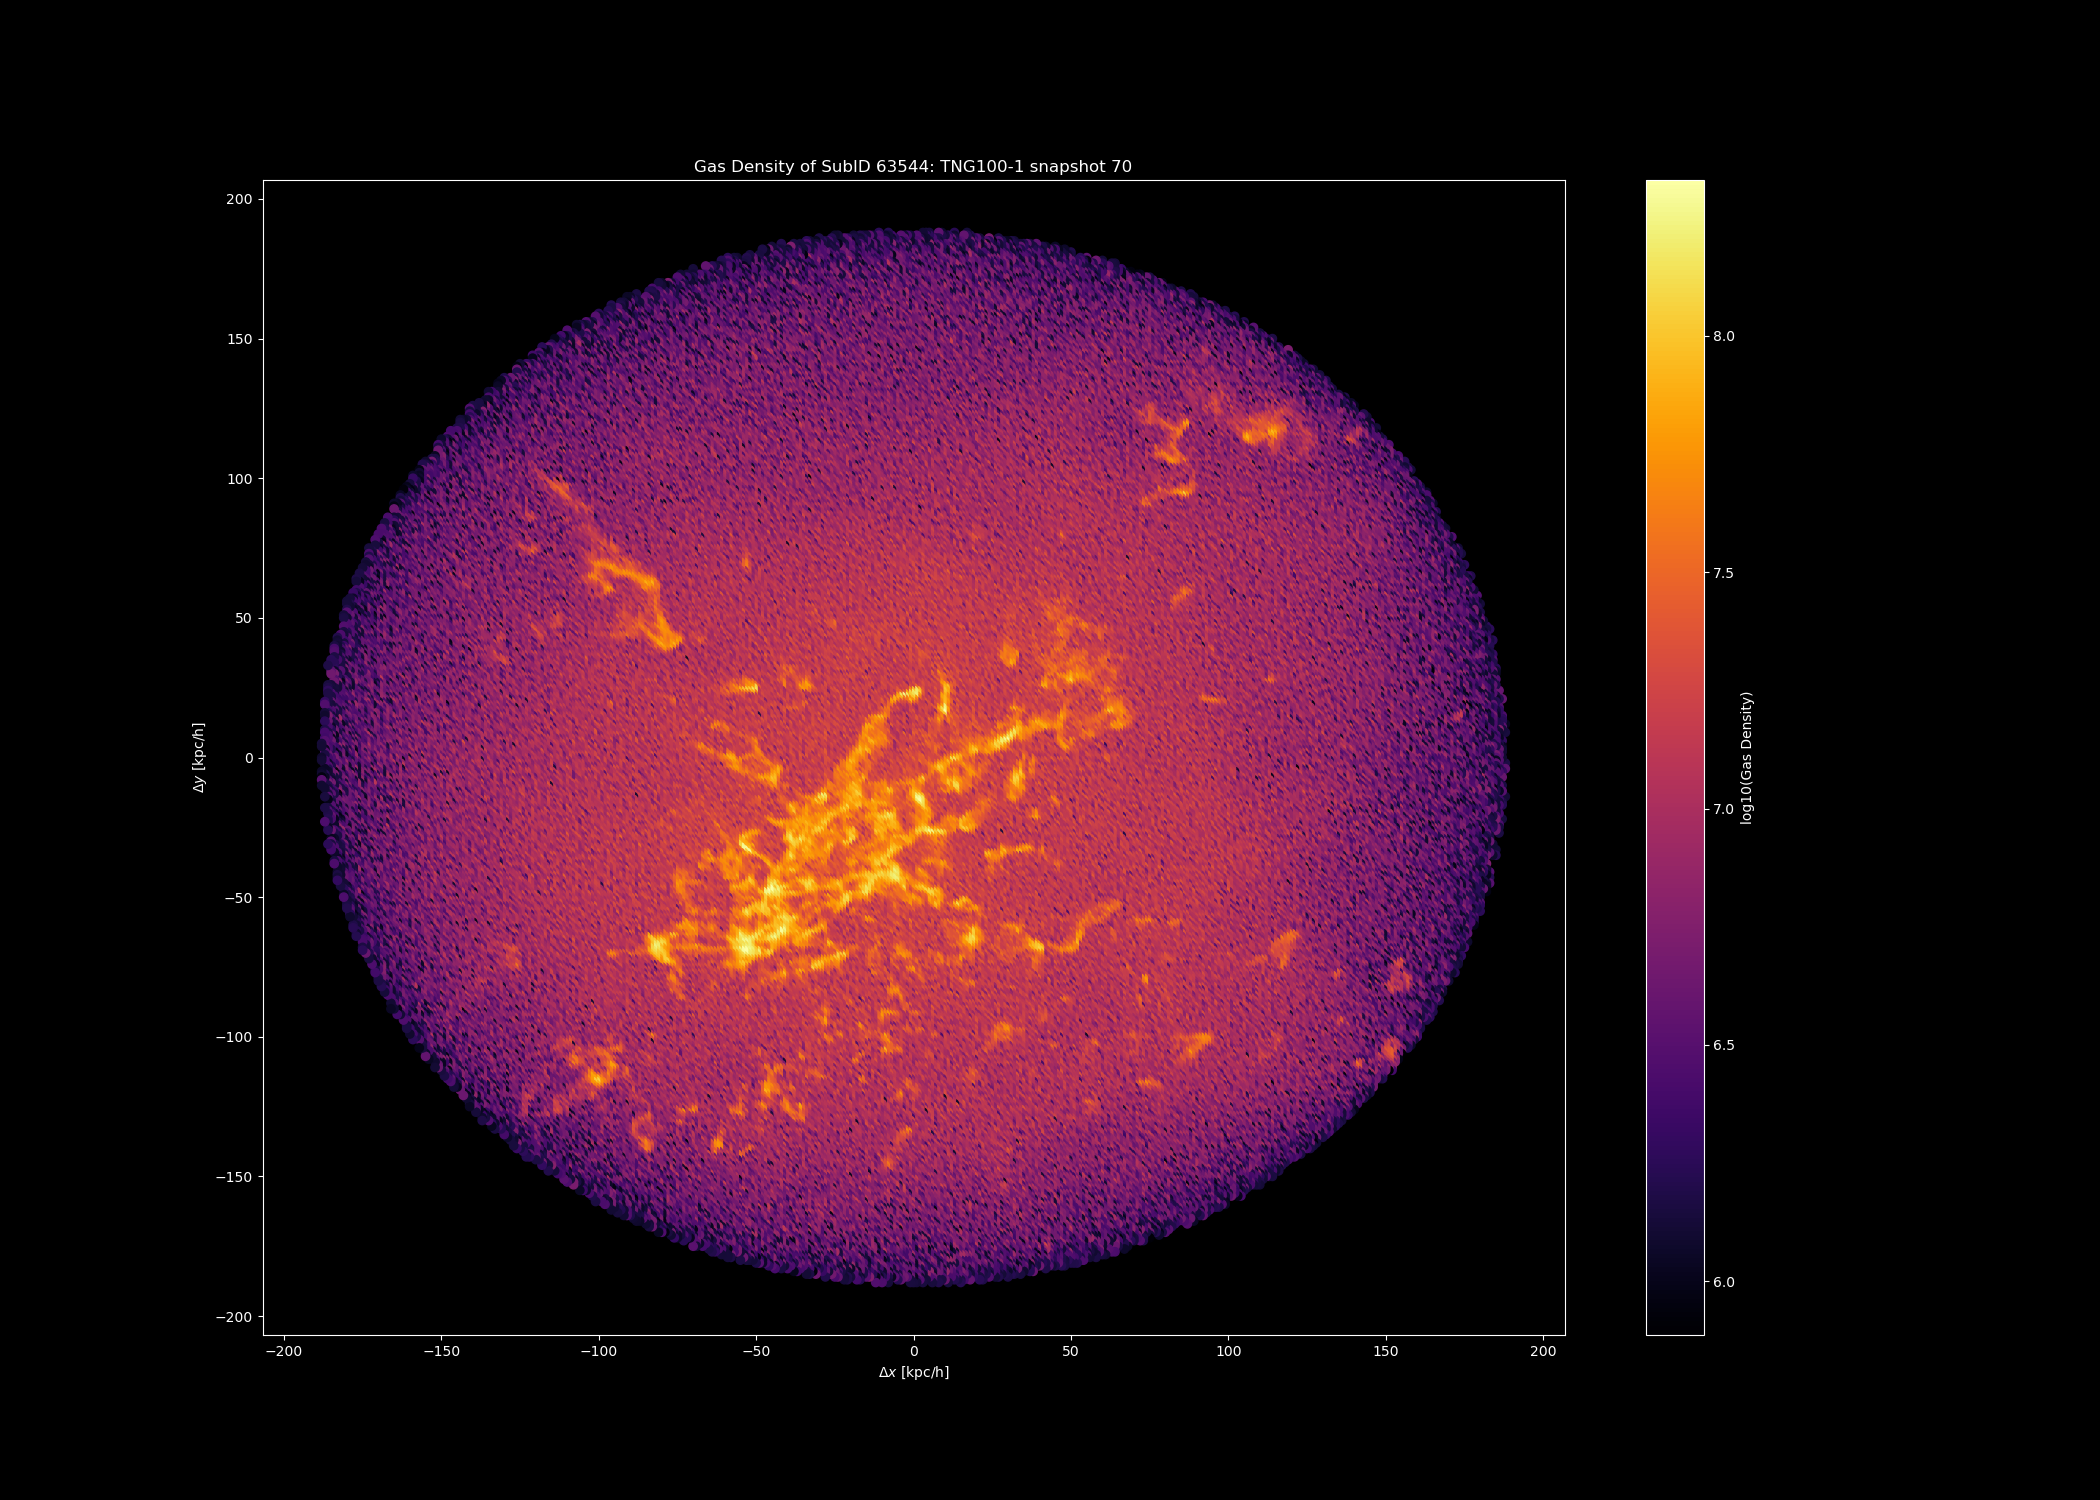 Gas Density of SubID 63544: TNG100-1 snapshot 70
200
150
100
50
0
−50
−100
−150
−200
Δy [kpc/h]
−200 −150 −100 −50 0 50 100 150 200
Δx [kpc/h]
8.0
7.5
7.0
6.5
6.0
log10(Gas Density)